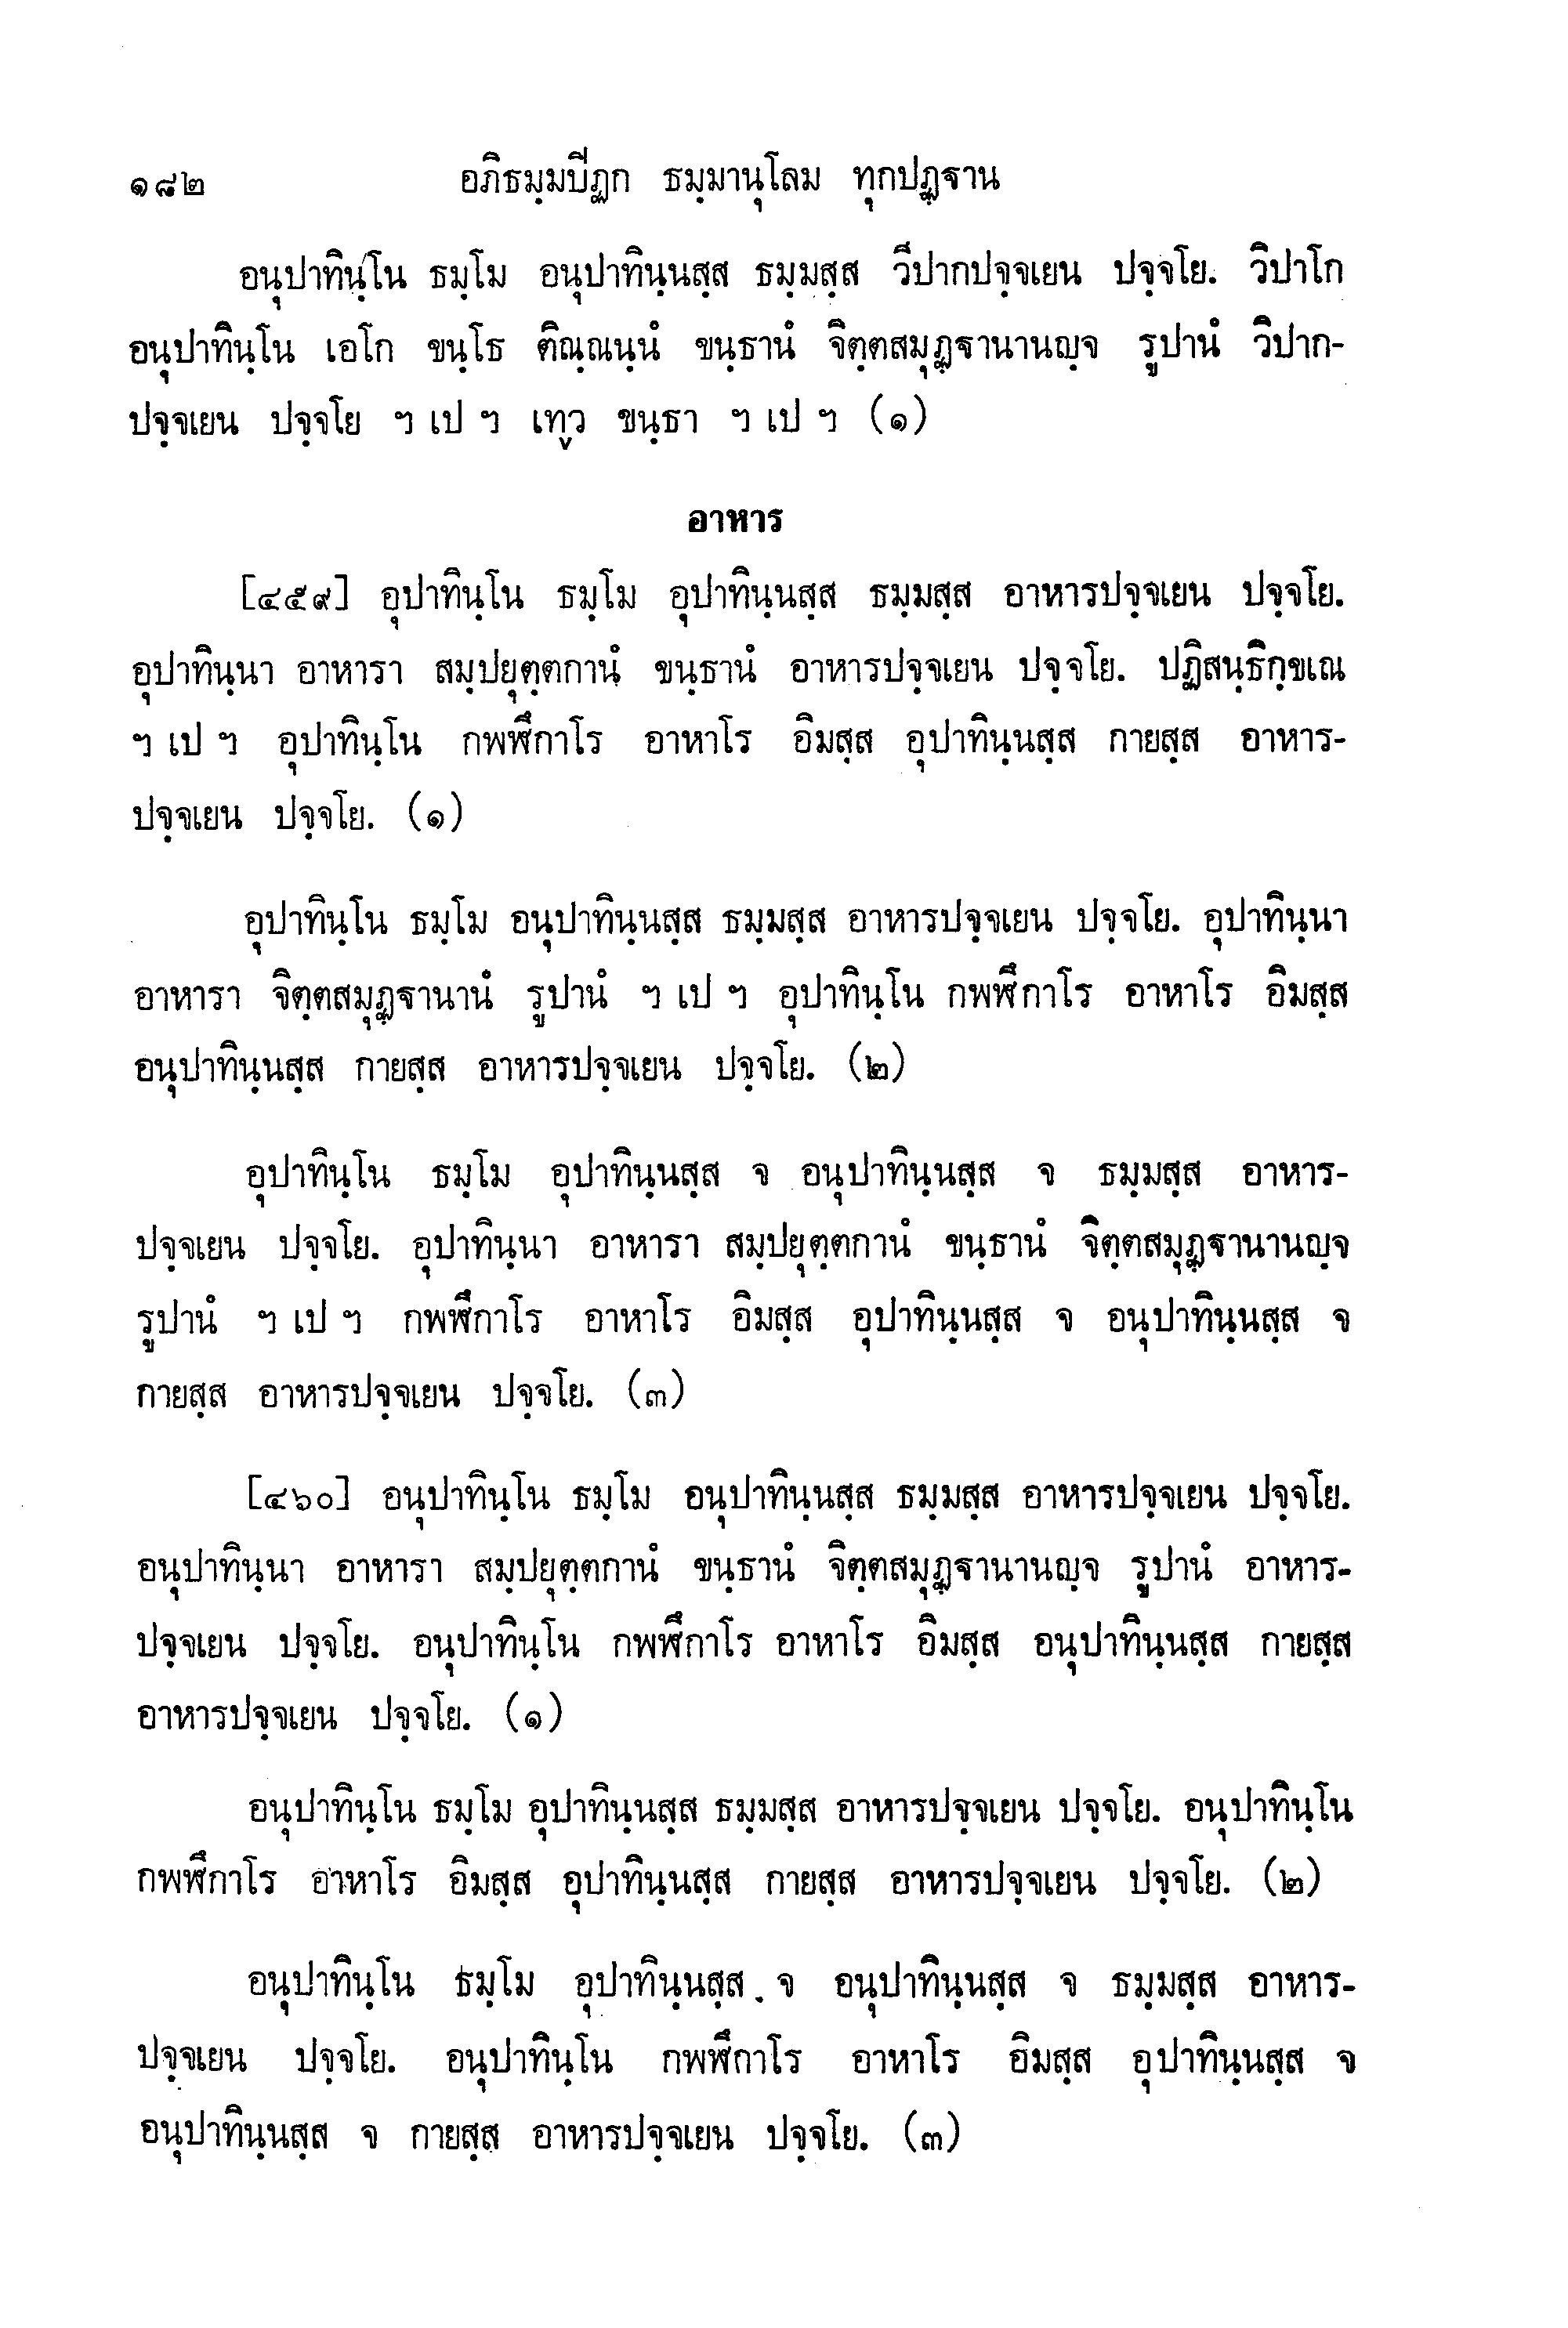 ๑๘๒ อภิธมฺมปีฏก ธมฺมานุโลม ทุกปฏฺฐาน
อนุปาทินฺโน ธมฺโม อนุปาทินฺนสฺส ธมฺมสฺส วิปากปจฺจเยน ปจฺจโย. วิปาโก
อนุปาทินฺโน เอโก ขนฺโธ ติณฺณนฺนํ ขนฺธานํ จิตฺตสมุฏฺฐานานญฺจ รูปานํ วิปาก-
ปจฺจเยน ปจฺจโย ฯ เป ฯ เทฺว ขนฺธา ฯ เป ฯ (๑)
อาหาร
[๔๕๙] อุปาทินฺโน ธมฺโม อุปาทินฺนสฺส ธมฺมสฺส อาหารปจฺจเยน ปจฺจโย.
อุปาทินฺนา อาหารา สมฺปยุตฺตกานํ ขนฺธานํ อาหารปจฺจเยน ปจฺจโย. ปฏิสนฺธิกฺขเณ
ฯ เป ฯ อุปาทินฺโน กพฬีกาโร อาหาโร อิมสฺส อุปาทินฺนสฺส กายสฺส อาหาร-
ปจฺจเยน ปจฺจโย. (๑)
อุปาทินฺโน ธมฺโม อนุปาทินฺนสฺส ธมฺมสฺส อาหารปจฺจเยน ปจฺจโย. อุปาทินฺนา
อาหารา จิตฺตสมุฏฺฐานานํ รูปานํ ฯ เป ฯ อุปาทินฺโน กพฬีกาโร อาหาโร อิมสฺส
อนุปาทินฺนสฺส กายสฺส อาหารปจฺจเยน ปจฺจโย. (๒)
อุปาทินฺโน ธมฺโม อุปาทินฺนสฺส จ อนุปาทินฺนสฺส จ ธมฺมสฺส อาหาร-
ปจฺจเยน ปจฺจโย. อุปาทินฺนา อาหารา สมฺปยุตฺตกานํ ขนฺธานํ จิตฺตสมุฏฺฐานานญฺจ
รูปานํ ฯ เป ฯ กพฬีกาโร อาหาโร อิมสฺส อุปาทินฺนสฺส จ อนุปาทินฺนสฺส จ
กายสฺส อาหารปจฺจเยน ปจฺจโย. (๓)
[๔๖๐] อนุปาทินฺโน ธมฺโม อนุปาทินฺนสฺส ธมฺมสฺส อาหารปจฺจเยน ปจฺจโย.
อนุปาทินฺนา อาหารา สมฺปยุตฺตกานํ ขนฺธานํ จิตฺตสมุฏฺฐานานญฺจ รูปานํ อาหาร-
ปจฺจเยน ปจฺจโย. อนุปาทินฺโน กพฬีกาโร อาหาโร อิมสฺส อนุปาทินฺนสฺส กายสฺส
อาหารปจฺจเยน ปจฺจโย. (๑)
อนุปาทินฺโน ธมฺโม อุปาทินฺนสฺส ธมฺมสฺส อาหารปจฺจเยน ปจฺจโย. อนุปาทินฺโน
กพฬีกาโร อาหาโร อิมสฺส อุปาทินฺนสฺส กายสฺส อาหารปจฺจเยน ปจฺจโย. (๒)
อนุปาทินฺโน ธมฺโม อุปาทินฺนสฺส จ อนุปาทินฺนสฺส จ ธมฺมสฺส อาหาร-
ปจฺจเยน ปจฺจโย. อนุปาทินฺโน กพฬีกาโร อาหาโร อิมสฺส อุปาทินฺนสฺส จ
อนุปาทินฺนสฺส จ กายสฺส อาหารปจฺจเยน ปจฺจโย. (๓)